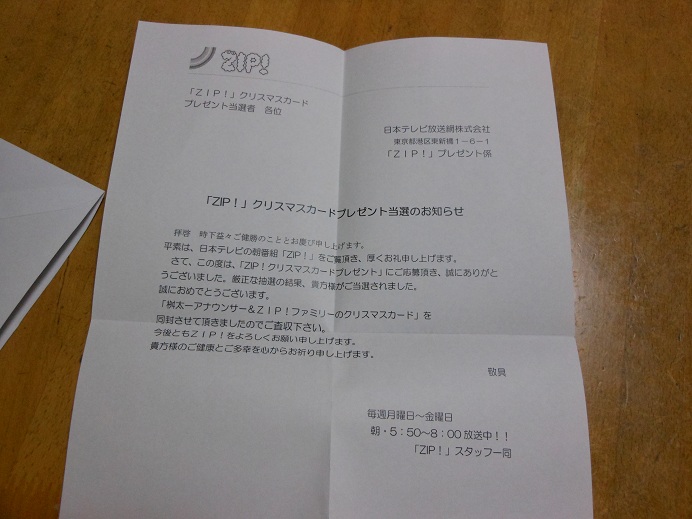 ZIP!
「ＺＩＰ！」クリスマスカード
プレゼント当選者　各位
日本テレビ放送網株式会社
東京都港区東新橋１－６－１
「ＺＩＰ！」プレゼント係
「ZIP！」クリスマスカードプレゼント当選のお知らせ
拝啓　時下益々ご健勝のこととお慶び申し上げます。
平素は、日本テレビの朝番組「ZIP！」をご覧頂き、厚くお礼申し上げます。
さて、この度は、「ZIP！クリスマスカードプレゼント」にご応募頂き、誠にありがと
うございました。厳正な抽選の結果、貴方様がご当選されました。
誠におめでとうございます。
「桝太一アナウンサー＆ＺＩＰ！ファミリーのクリスマスカード」を
同封させて頂きましたのでご査収下さい。
今後ともＺＩＰ！をよろしくお願い申し上げます。
貴方様のご健康とご多幸を心からお祈り申し上げます。
敬具
毎週月曜日～金曜日
朝・５：５０～８：００放送中！！
「ZIP！」スタッフ一同